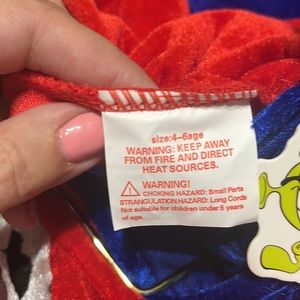 size:4-6age
WARNING: KEEP AWAY
FROM FIRE AND DIRECT
HEAT SOURCES.
WARNING!
CHOKING HAZARD: Small Parts
STRANGULATION HAZARD: Long Cords
Not suitable for children under 5 years
of age.